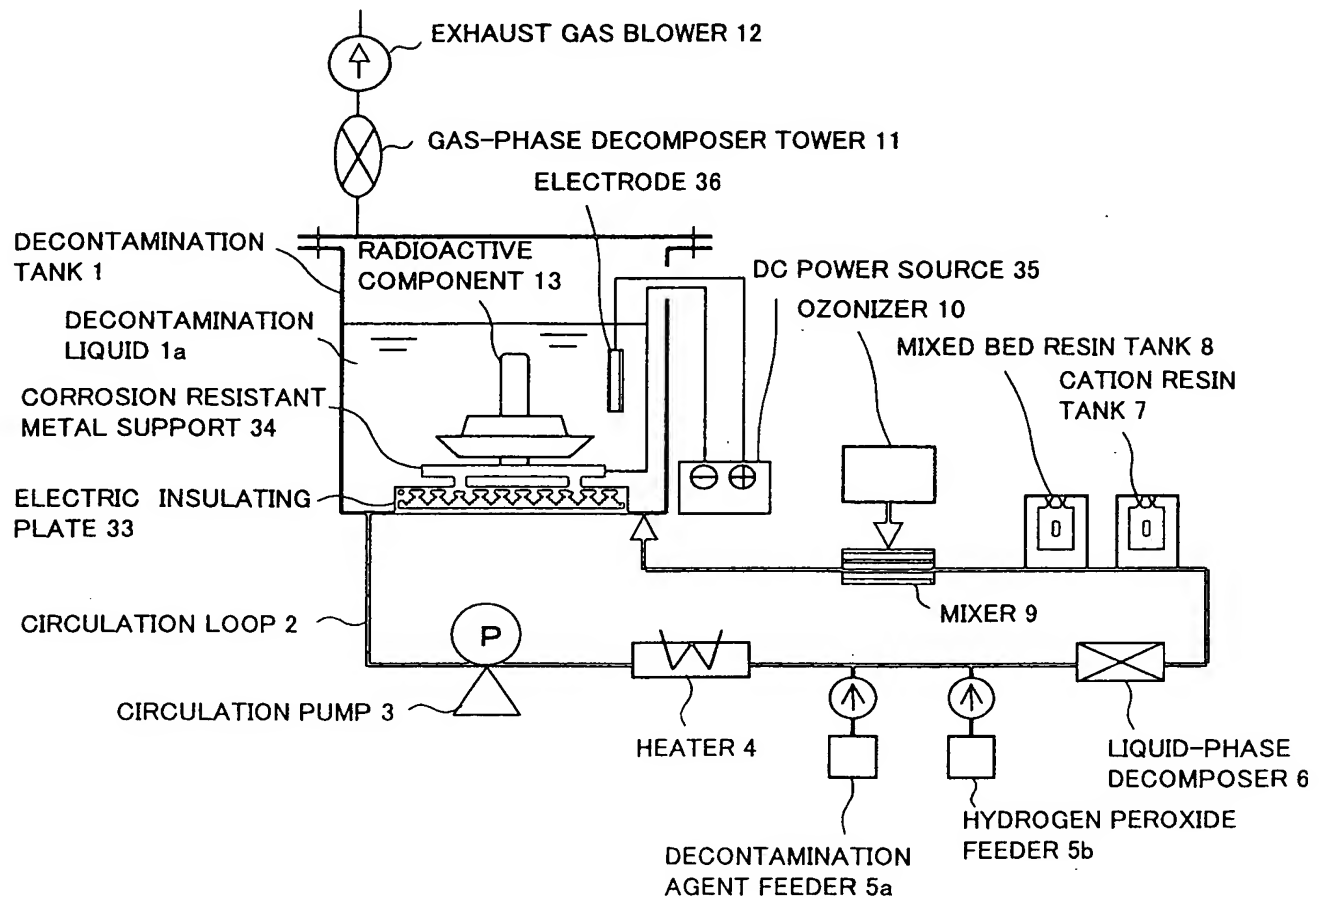 EXHAUST GAS BLOWER 12
GAS-PHASE DECOMPOSER TOWER 11
ELECTRODE 36
DECONTAMINATION
TANK 1
RADIOACTIVE
COMPONENT 13
DC POWER SOURCE 35
OZONIZER 10
DECONTAMINATION
LIQUID 1a
MIXED BED RESIN TANK 8
CATION RESIN
TANK 7
CORROSION RESISTANT
METAL SUPPORT 34
ELECTRIC INSULATING
PLATE 33
MIXER 9
CIRCULATION LOOP 2
P
CIRCULATION PUMP 3
HEATER 4
LIQUID-PHASE
DECOMPOSER 6
HYDROGEN PEROXIDE
FEEDER 5b
DECONTAMINATION
AGENT FEEDER 5a